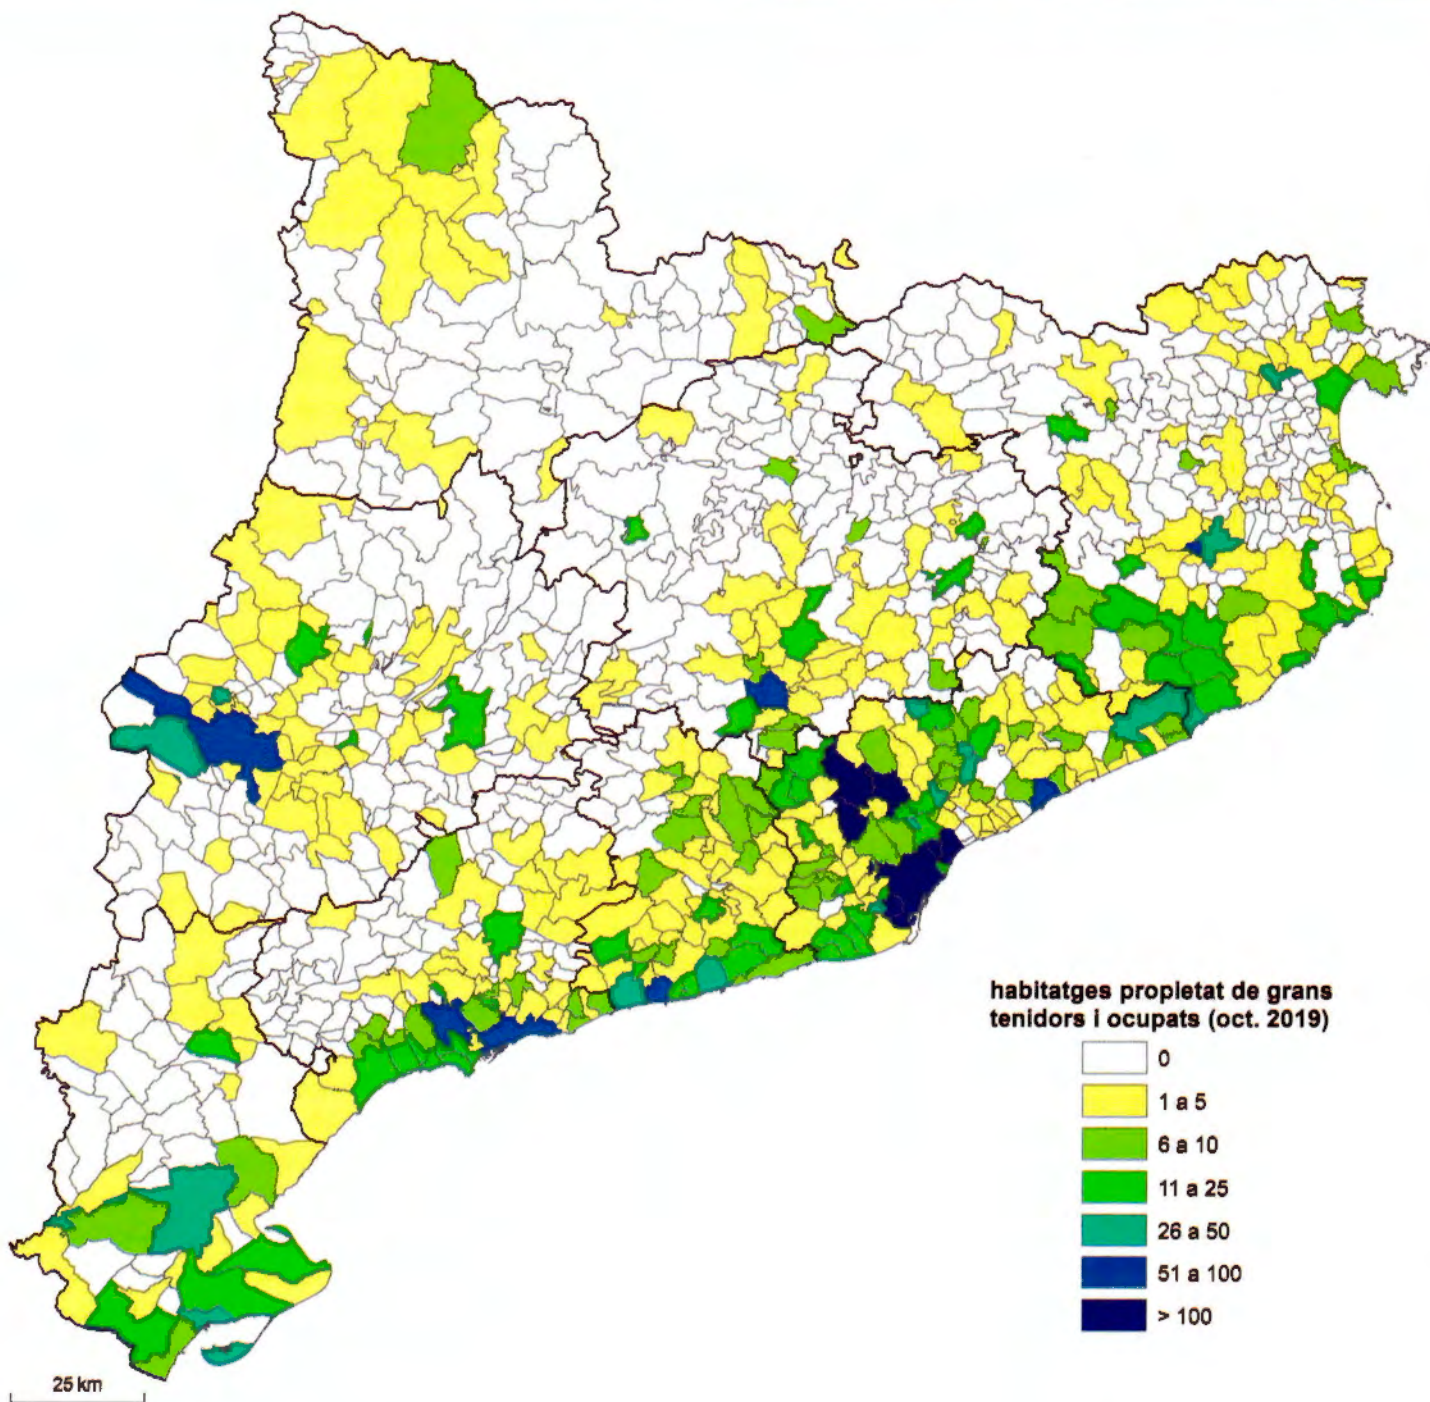 habitatges propietat de grans
tenidors i ocupats (oct. 2019)
0
1 a 5
6 a 10
11 a 25
26 a 50
51 a 100
> 100
25 km